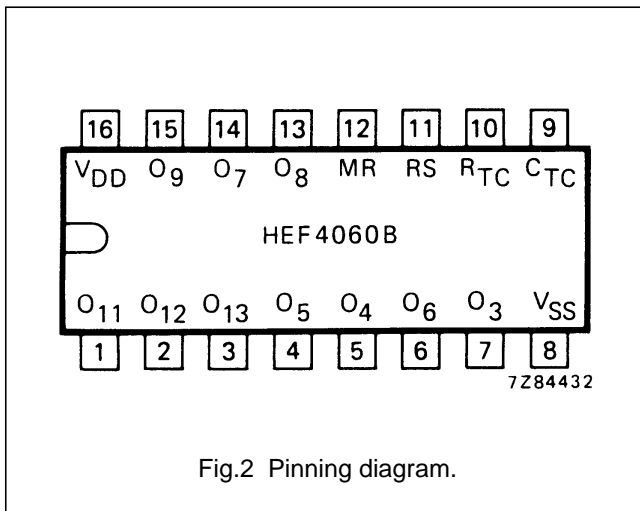 16 15 14 13 12 11 10 9
VDD O9 O7 O8 MR RS RTC CTC
HEF4060B
O11 O12 O13 O5 O4 O6 O3 VSS
1 2 3 4 5 6 7 8
7Z84432
Fig.2 Pinning diagram.